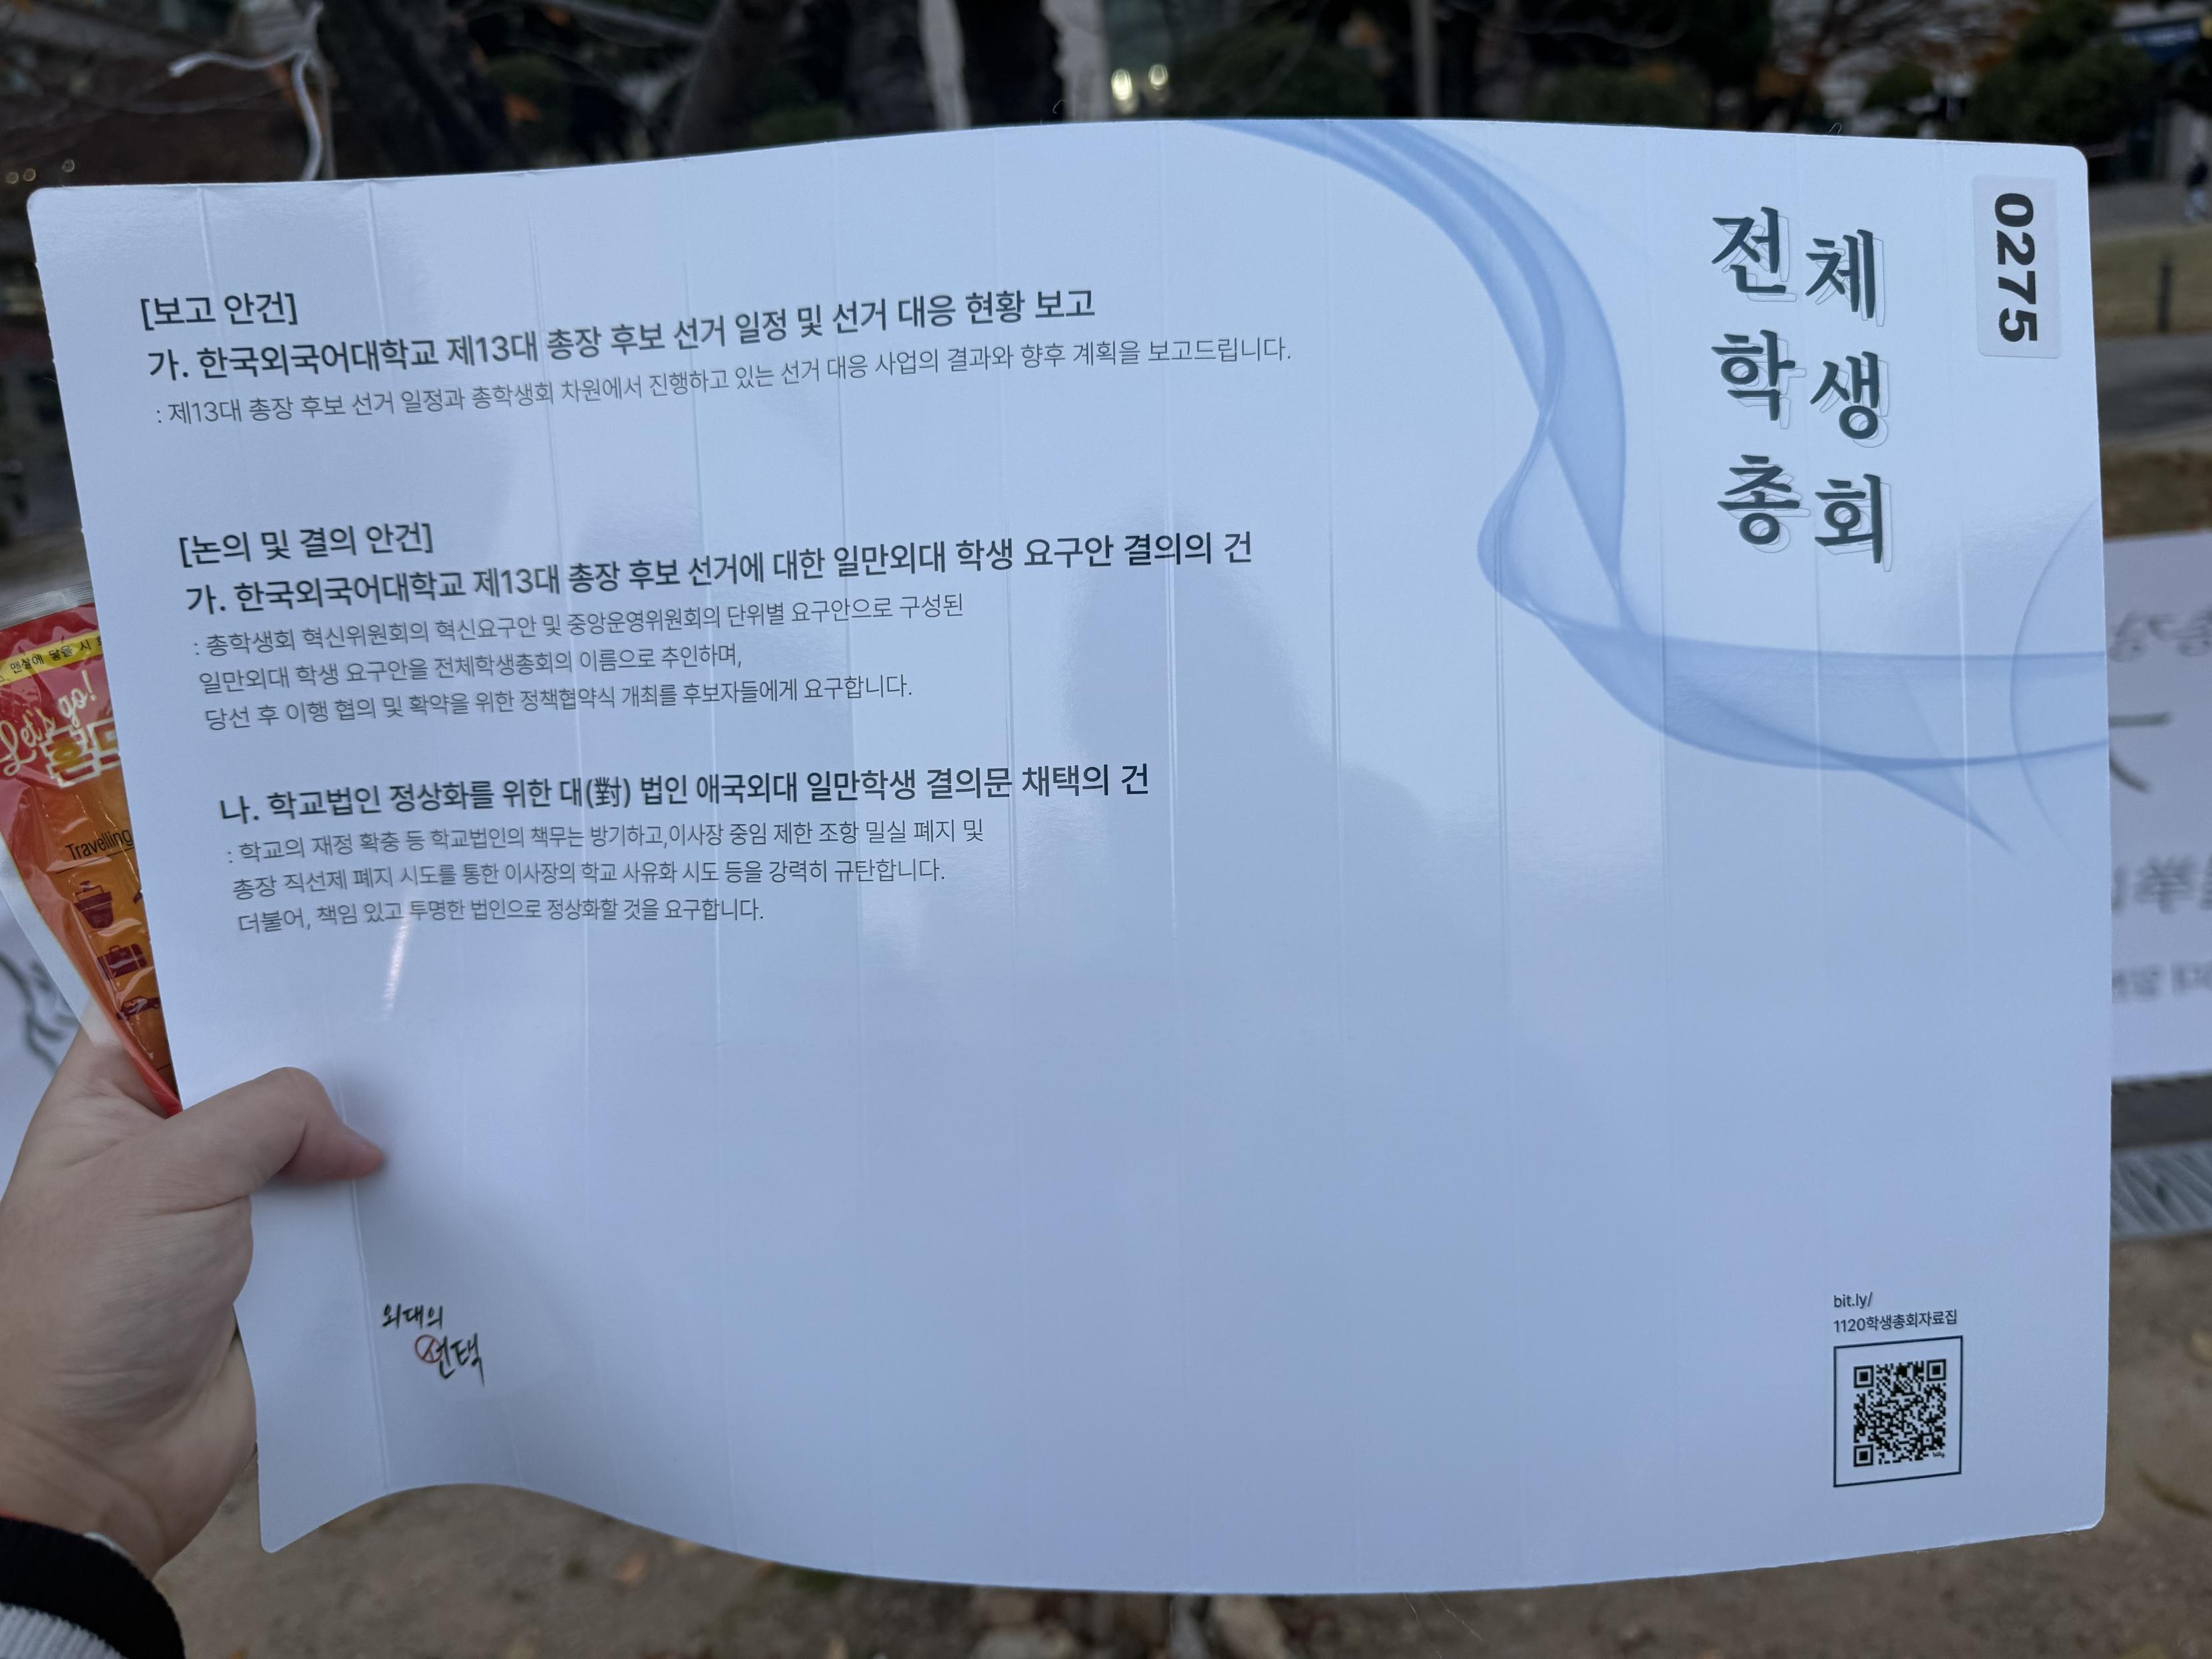 0275
전체
학생
총회
[보고 안건]
가. 한국외국어대학교 제13대 총장 후보 선거 일정 및 선거 대응 현황 보고
: 제13대 총장 후보 선거 일정과 총학생회 차원에서 진행하고 있는 선거 대응 사업의 결과와 향후 계획을 보고드립니다.
[논의 및 결의 안건]
가. 한국외국어대학교 제13대 총장 후보 선거에 대한 일만외대 학생 요구안 결의의 건
: 총학생회 혁신위원회의 혁신요구안 및 중앙운영위원회의 단위별 요구안으로 구성된
일만외대 학생 요구안을 전체학생총회의 이름으로 추인하며,
당선 후 이행 협의 및 확약을 위한 정책협약식 개최를 후보자들에게 요구합니다.
나. 학교법인 정상화를 위한 대(對) 법인 애국외대 일만학생 결의문 채택의 건
: 학교의 재정 확충 등 학교법인의 책무는 방기하고,이사장 중임 제한 조항 밀실 폐지 및
총장 직선제 폐지 시도를 통한 이사장의 학교 사유화 시도 등을 강력히 규탄합니다.
더불어, 책임 있고 투명한 법인으로 정상화할 것을 요구합니다.
외대의
선택
bit.ly/
1120학생총회자료집
맨살에 닿을 시
Let's go!
Travelling